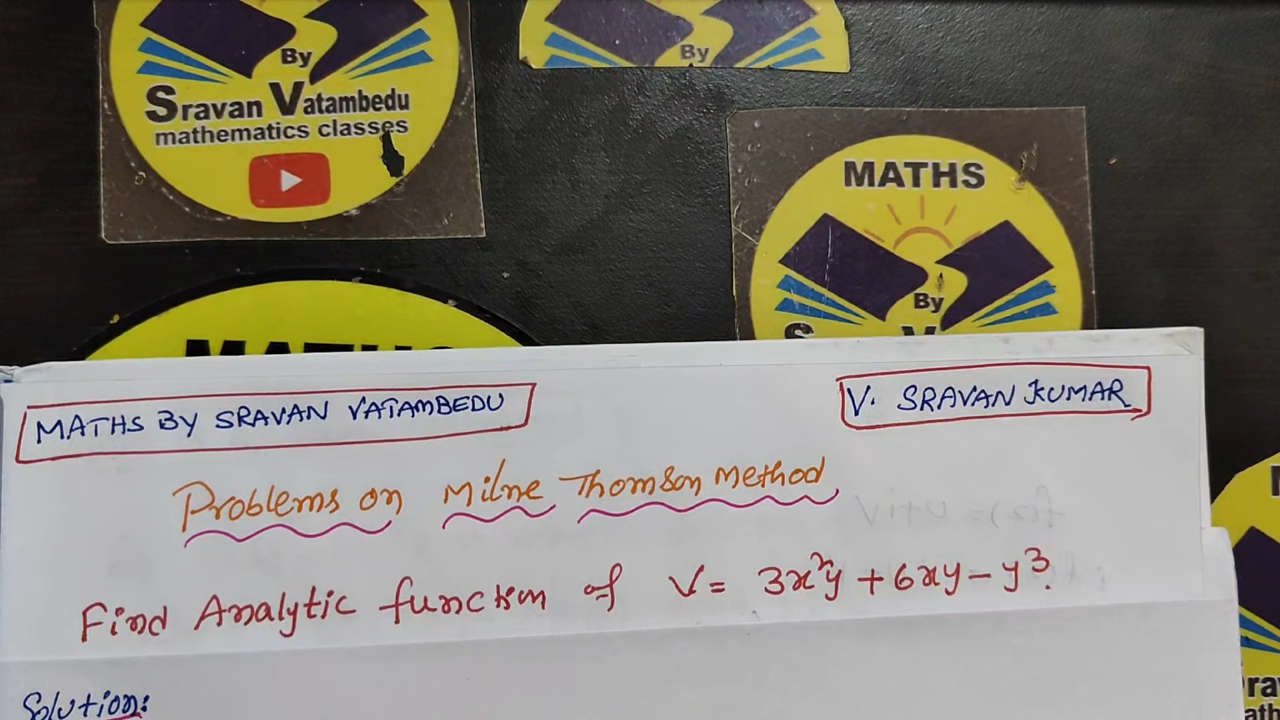 By
Sravan Vatambedu
mathematics classes
By
MATHS
By
MATHS BY SRAVAN VATAMBEDU
V. SRAVAN KUMAR
Problems on Milne Thomson Method
f(z) = u+iv
Find Analytic function of V = 3x²y + 6xy - y³.
Solution: